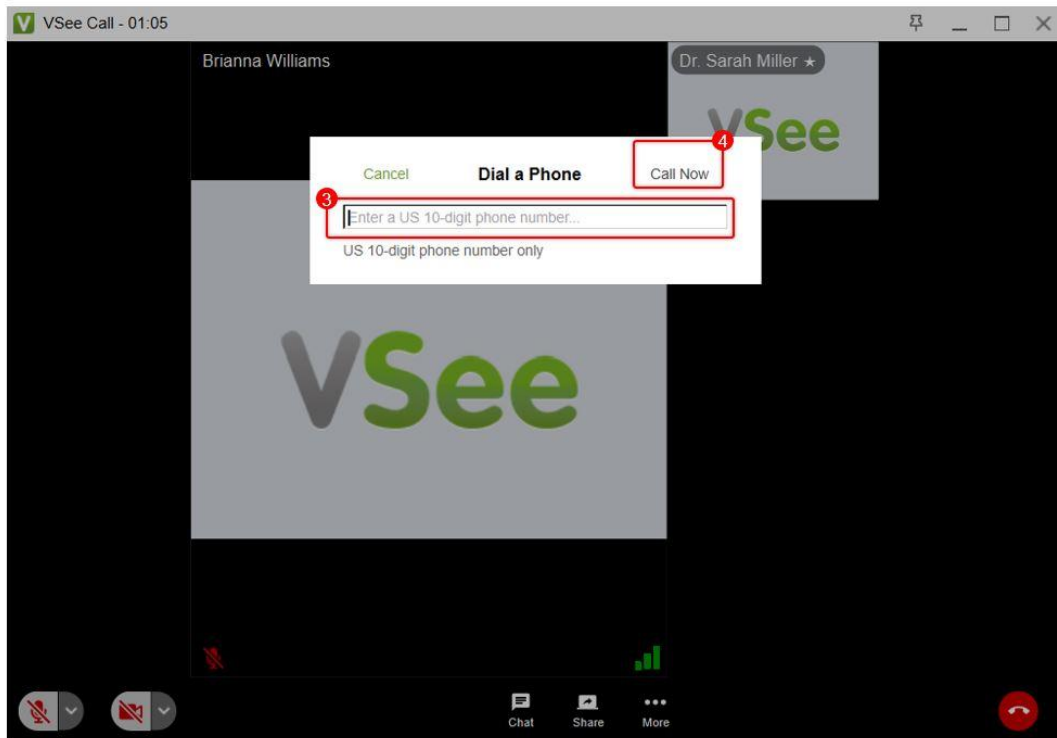 VSee Call - 01:05
Brianna Williams
Dr. Sarah Miller ★
VSee
4
Cancel Dial a Phone Call Now
3
Enter a US 10-digit phone number...
US 10-digit phone number only
VSee
Chat Share More